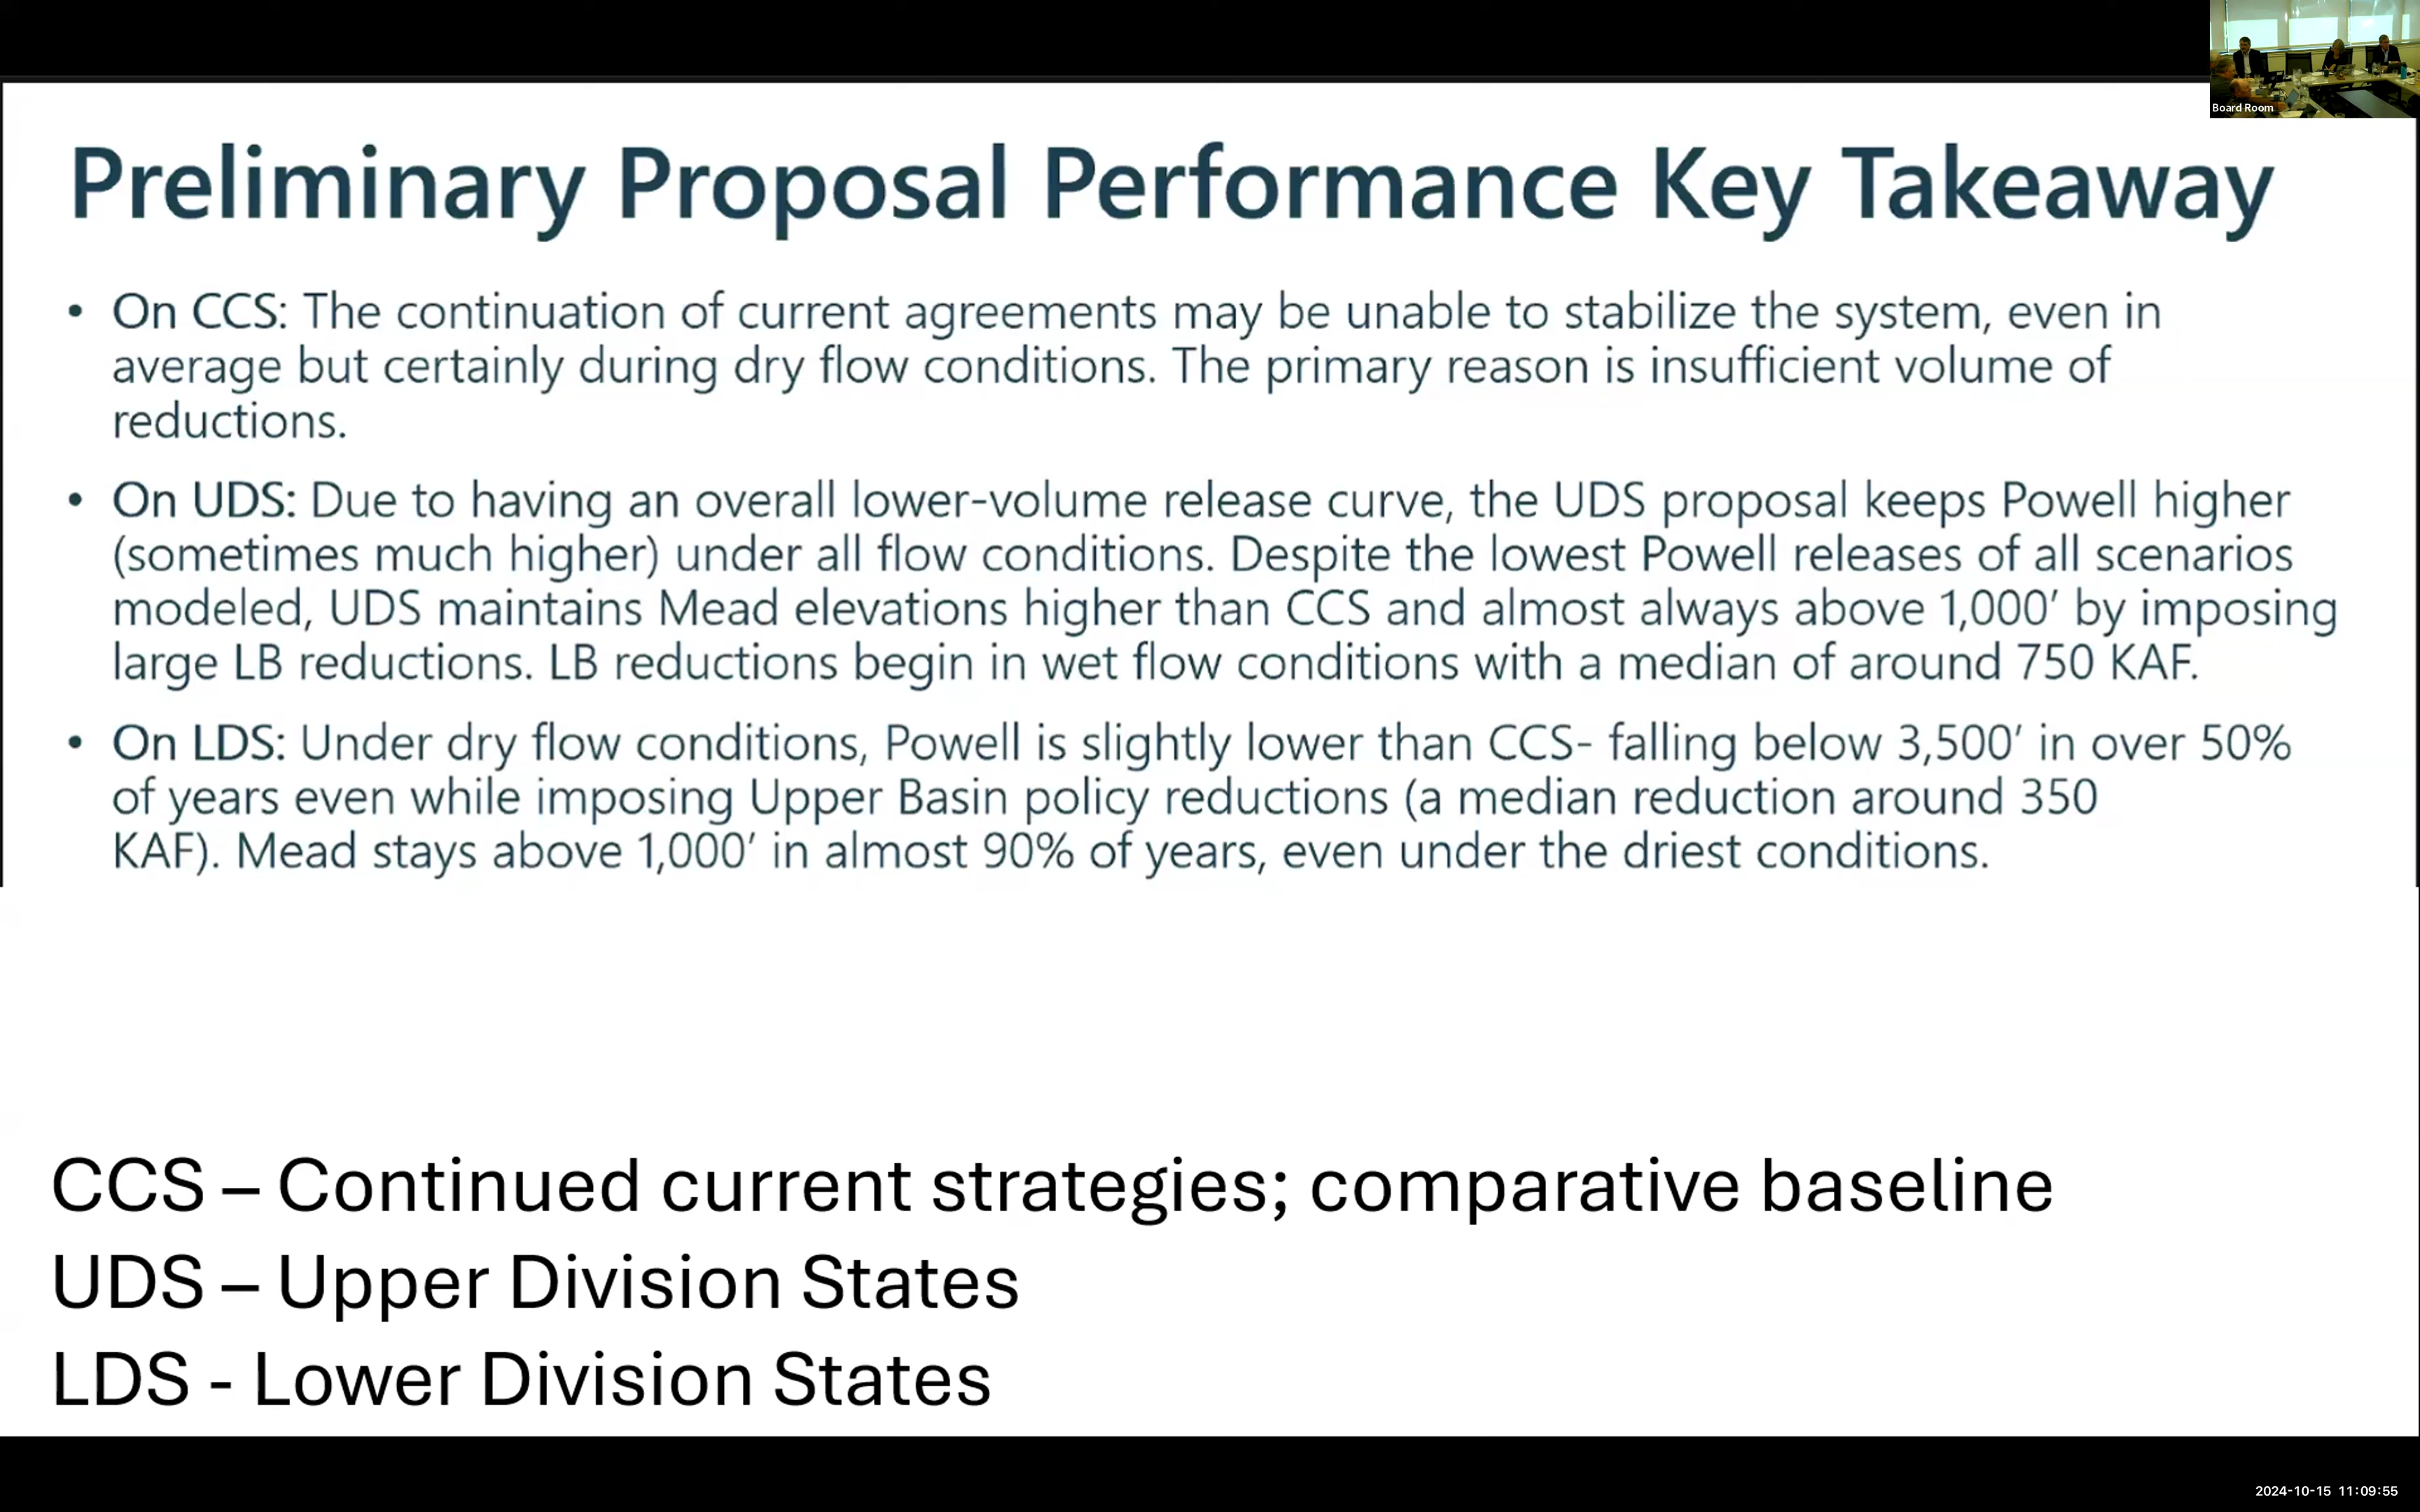 Board Room
Preliminary Proposal Performance Key Takeaway
• On CCS: The continuation of current agreements may be unable to stabilize the system, even in
average but certainly during dry flow conditions. The primary reason is insufficient volume of
reductions.
• On UDS: Due to having an overall lower-volume release curve, the UDS proposal keeps Powell higher
(sometimes much higher) under all flow conditions. Despite the lowest Powell releases of all scenarios
modeled, UDS maintains Mead elevations higher than CCS and almost always above 1,000’ by imposing
large LB reductions. LB reductions begin in wet flow conditions with a median of around 750 KAF.
• On LDS: Under dry flow conditions, Powell is slightly lower than CCS- falling below 3,500’ in over 50%
of years even while imposing Upper Basin policy reductions (a median reduction around 350
KAF). Mead stays above 1,000’ in almost 90% of years, even under the driest conditions.
CCS – Continued current strategies; comparative baseline
UDS – Upper Division States
LDS - Lower Division States
2024-10-15 11:09:55